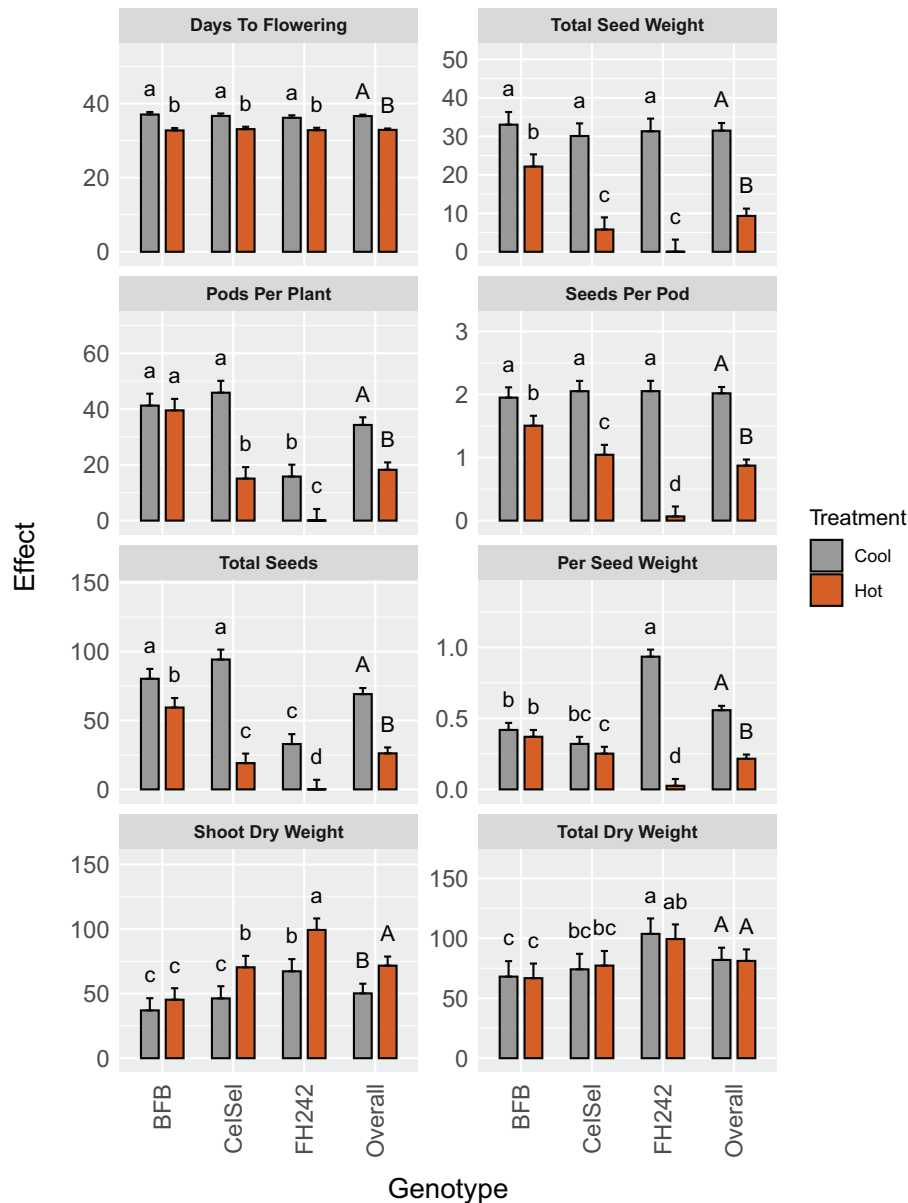 Days To Flowering
Total Seed Weight
40
20
0
a b a b a b A B
50
40
30
20
10
0
a b a c a c A B
Pods Per Plant
Seeds Per Pod
60
40
20
0
a a a b b c A B
3
2
1
0
a b a c a d A B
Total Seeds
Per Seed Weight
150
100
50
0
a b a c c d A B
1.0
0.5
0.0
b b bc c a d A B
Shoot Dry Weight
Total Dry Weight
150
100
50
0
c c c b b a B A
150
100
50
0
c c bc bc a ab A A
BFB
CelSel
FH242
Overall
BFB
CelSel
FH242
Overall
Genotype
Effect
Treatment
Cool
Hot